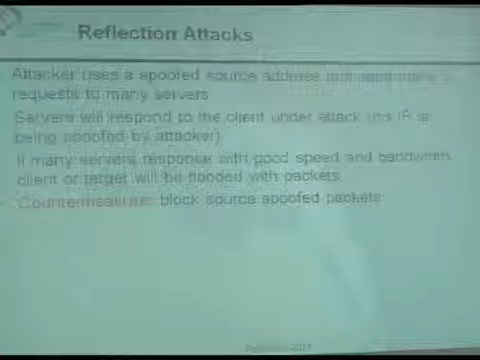 Reflection Attacks
Attacker uses a spoofed source address and
requests to many servers
Servers will respond to the client under attack (his IP is
being spoofed by attacker)
If many servers response with good speed and bandwidth
client or target will be flooded with packets
Countermeasure: block source spoofed packets